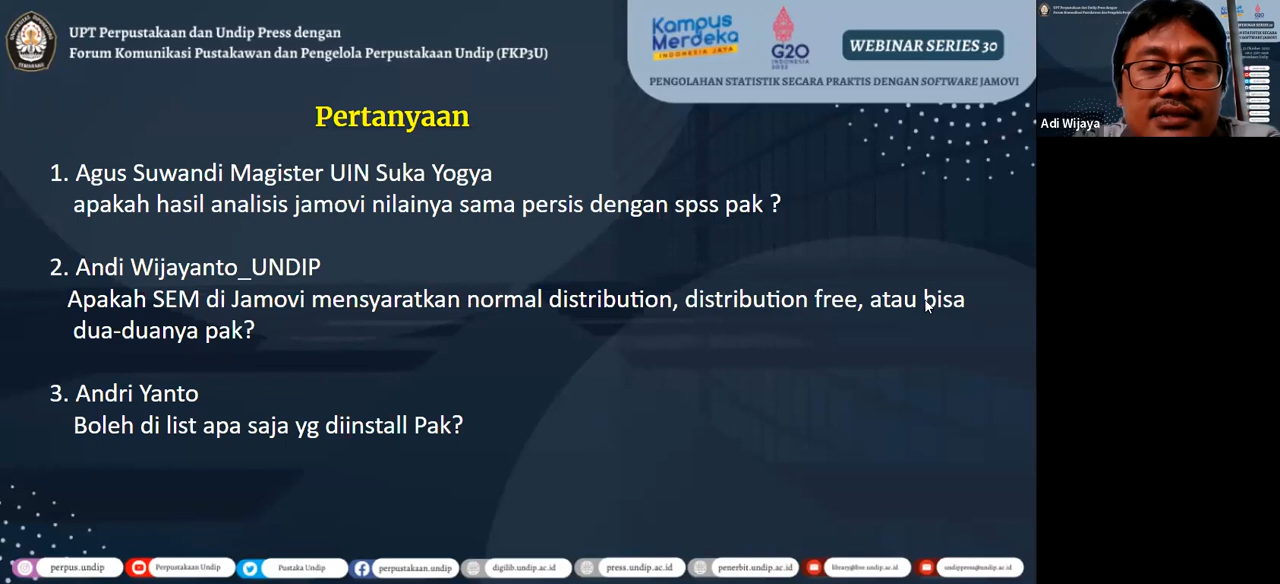 UPT Perpustakaan dan Undip Press dengan
Forum Komunikasi Pustakawan dan Pengelola Perpustakaan Undip (FKP3U)
Kampus
Merdeka
INDONESIA JAYA
G20
INDONESIA
2022
WEBINAR SERIES 30
PENGOLAHAN STATISTIK SECARA PRAKTIS DENGAN SOFTWARE JAMOVI
Adi Wijaya
Pertanyaan
1. Agus Suwandi Magister UIN Suka Yogya
apakah hasil analisis jamovi nilainya sama persis dengan spss pak ?
2. Andi Wijayanto_UNDIP
Apakah SEM di Jamovi mensyaratkan normal distribution, distribution free, atau bisa
dua-duanya pak?
3. Andri Yanto
Boleh di list apa saja yg diinstall Pak?
perpus.undip
Perpustakaan Undip
Pustaka Undip
perpustakaan.undip
digilib.undip.ac.id
press.undip.ac.id
penerbit.undip.ac.id
library@live.undip.ac.id
undippress@undip.ac.id